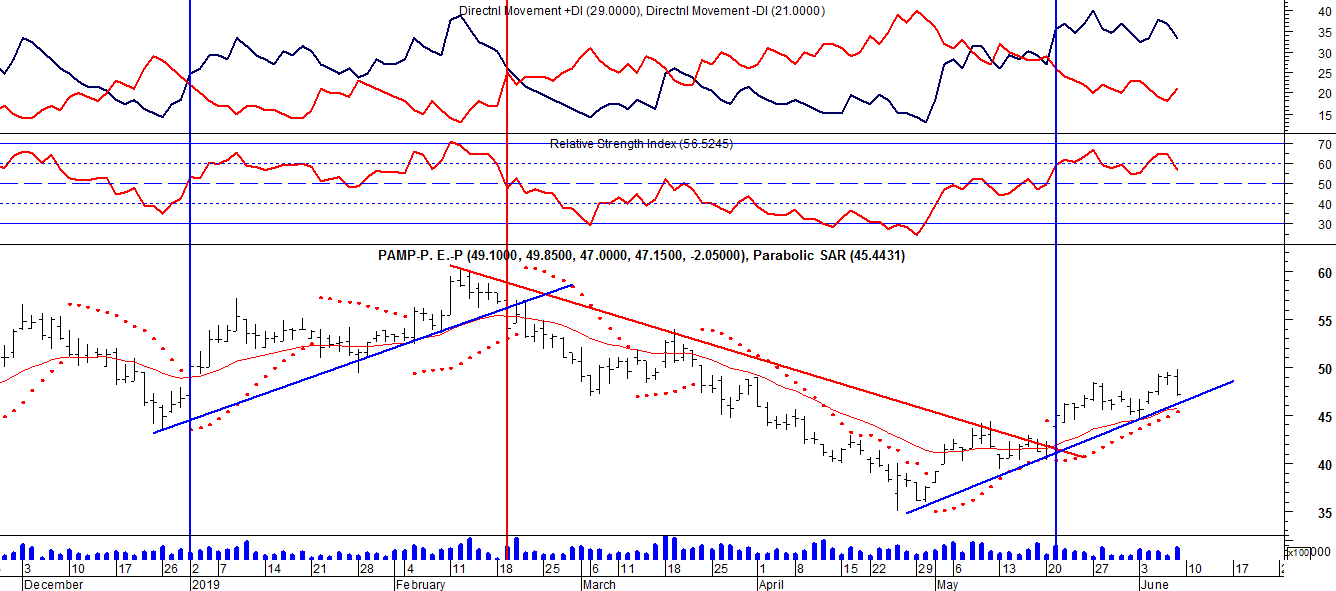 Directnl Movement +DI (29.0000), Directnl Movement -DI (21.0000)
40
35
30
25
20
15
Relative Strength Index (56.5245)
70
60
50
40
30
PAMP-P. E.-P (49.1000, 49.8500, 47.0000, 47.1500, -2.05000), Parabolic SAR (45.4431)
60
55
50
45
40
35
x100 000
3 10 17 26 2 7 14 21 28 4 11 18 25 6 11 18 25 1 8 15 22 29 6 13 20 27 3 10 17
December 2019 February March April May June